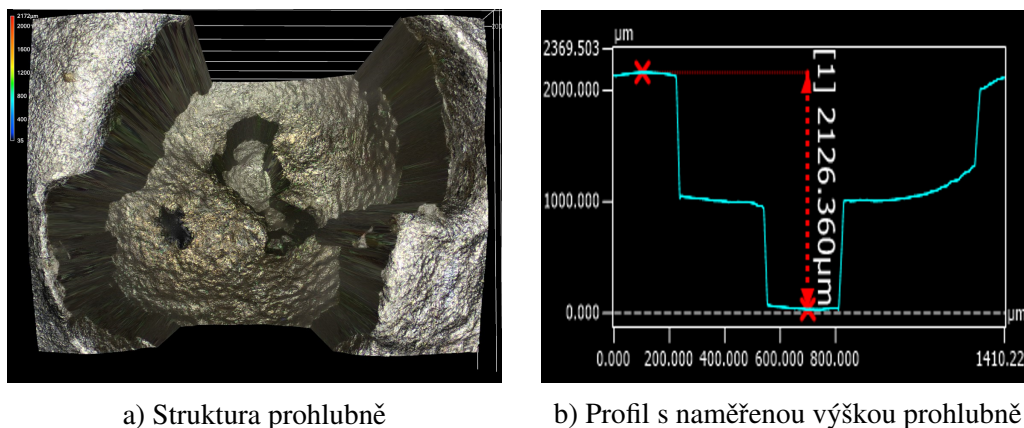 2172µm
2000
1600
1200
800
400
35
a) Struktura prohlubně
µm
2369.503
2000.000
1000.000
0.000
[1] 2126.360µm
µm
0.000 200.000 400.000 600.000 800.000 1410.22
b) Profil s naměřenou výškou prohlubně